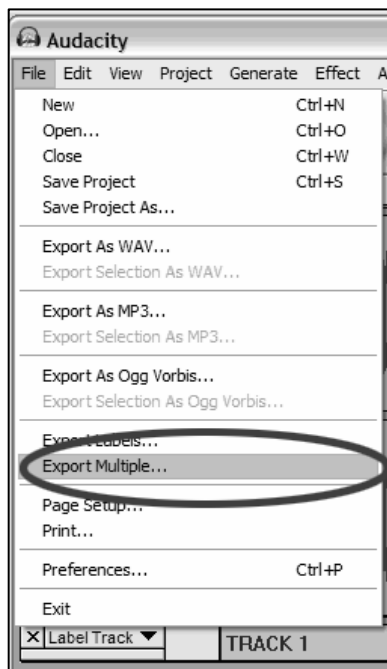 Audacity
File Edit View Project Generate Effect A
New Ctrl+N
Open... Ctrl+O
Close Ctrl+W
Save Project Ctrl+S
Save Project As...
Export As WAV...
Export Selection As WAV...
Export As MP3...
Export Selection As MP3...
Export As Ogg Vorbis...
Export Selection As Ogg Vorbis...
Export Labels...
Export Multiple...
Page Setup...
Print...
Preferences... Ctrl+P
Exit
X Label Track TRACK 1